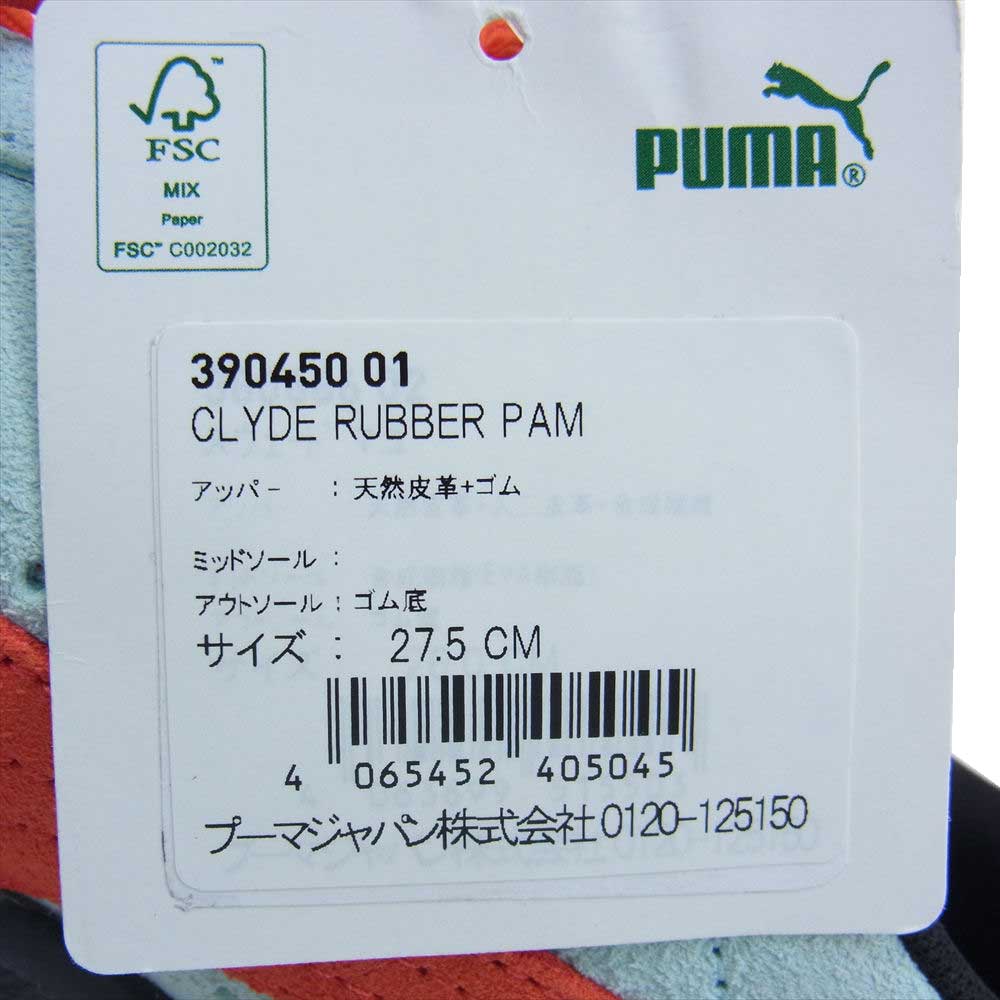 FSC™
MIX
Paper
FSC™ C002032
PUMA®
390450 01
CLYDE RUBBER PAM
アッパー : 天然皮革+ゴム
ミッドソール :
アウトソール : ゴム底
サイズ : 27.5 CM
4 065452 405045
プーマジャパン株式会社0120-125150